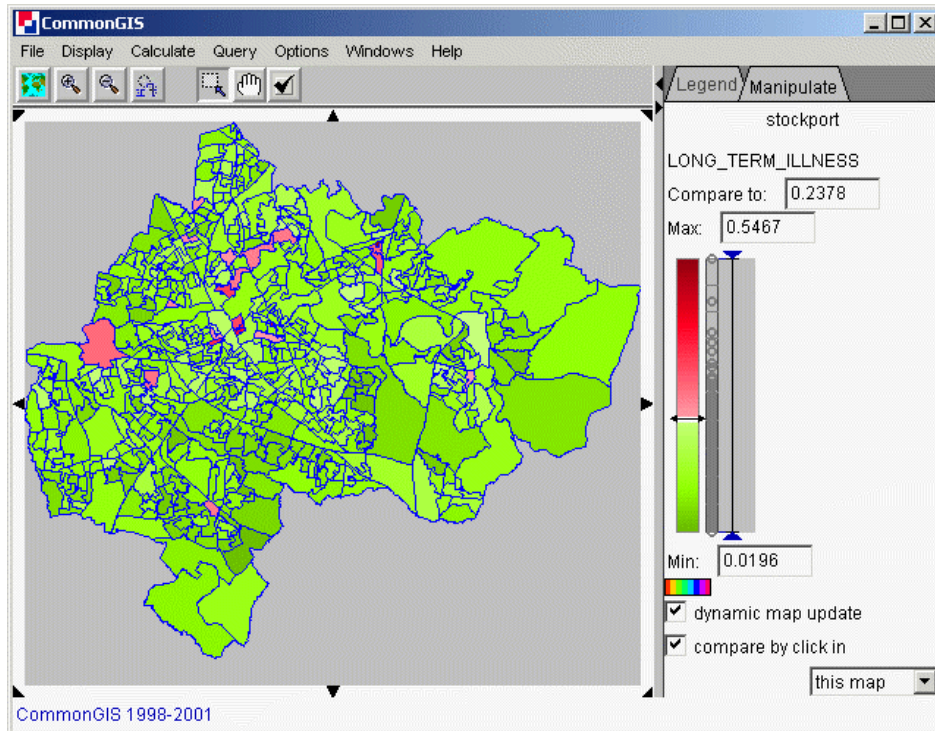 CommonGIS
File Display Calculate Query Options Windows Help
Legend Manipulate
stockport
LONG_TERM_ILLNESS
Compare to: 0.2378
Max: 0.5467
Min: 0.0196
dynamic map update
compare by click in
this map
CommonGIS 1998-2001